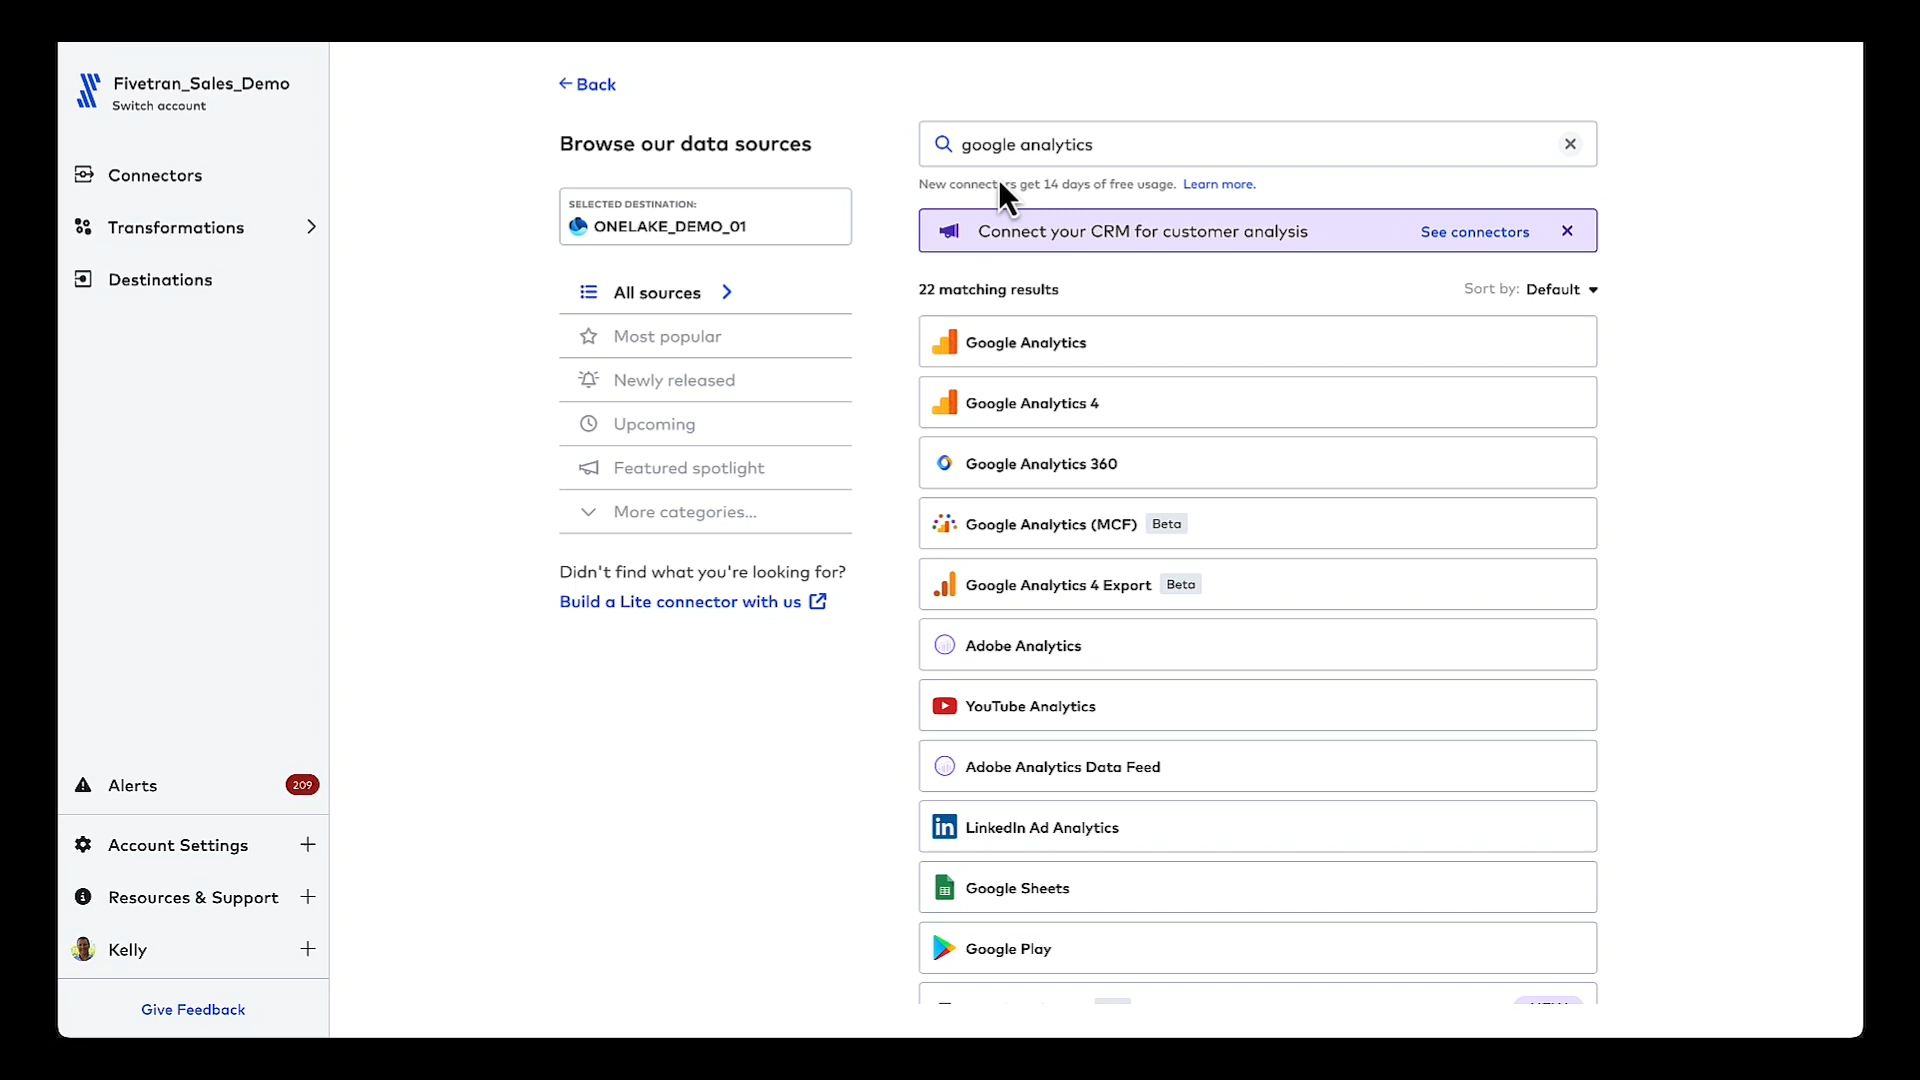 Fivetran_Sales_Demo
Switch account
Connectors
Transformations
Destinations
Alerts
209
Account Settings
Resources & Support
Kelly
Give Feedback
Back
Browse our data sources
SELECTED DESTINATION:
ONELAKE_DEMO_01
All sources
Most popular
Newly released
Upcoming
Featured spotlight
More categories...
Didn't find what you're looking for?
Build a Lite connector with us
google analytics
New connectors get 14 days of free usage. Learn more.
Connect your CRM for customer analysis See connectors
22 matching results
Sort by: Default
Google Analytics
Google Analytics 4
Google Analytics 360
Google Analytics (MCF) Beta
Google Analytics 4 Export Beta
Adobe Analytics
YouTube Analytics
Adobe Analytics Data Feed
LinkedIn Ad Analytics
Google Sheets
Google Play